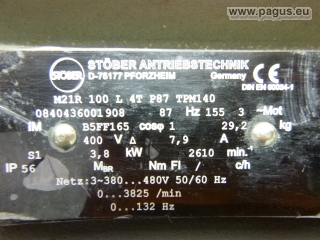 © www.pagus.eu
STÖBER ANTRIEBSTECHNIK
STÖBER D-75177 PFORZHEIM Germany CE
DIN EN 60034-1
M21R 100 L 4T P87 TPM140
0840436001908 87 Hz 155 3 ~Mot
IM B5FF165 cosφ 1 29,2 kg
400 V Δ 7,9 A
S1 3,8 kW 2610 min.⁻¹
IP 56 M BR Nm Fl / c/h
Netz:3~380...480V 50/60 Hz
0...3825 /min
0...132 Hz